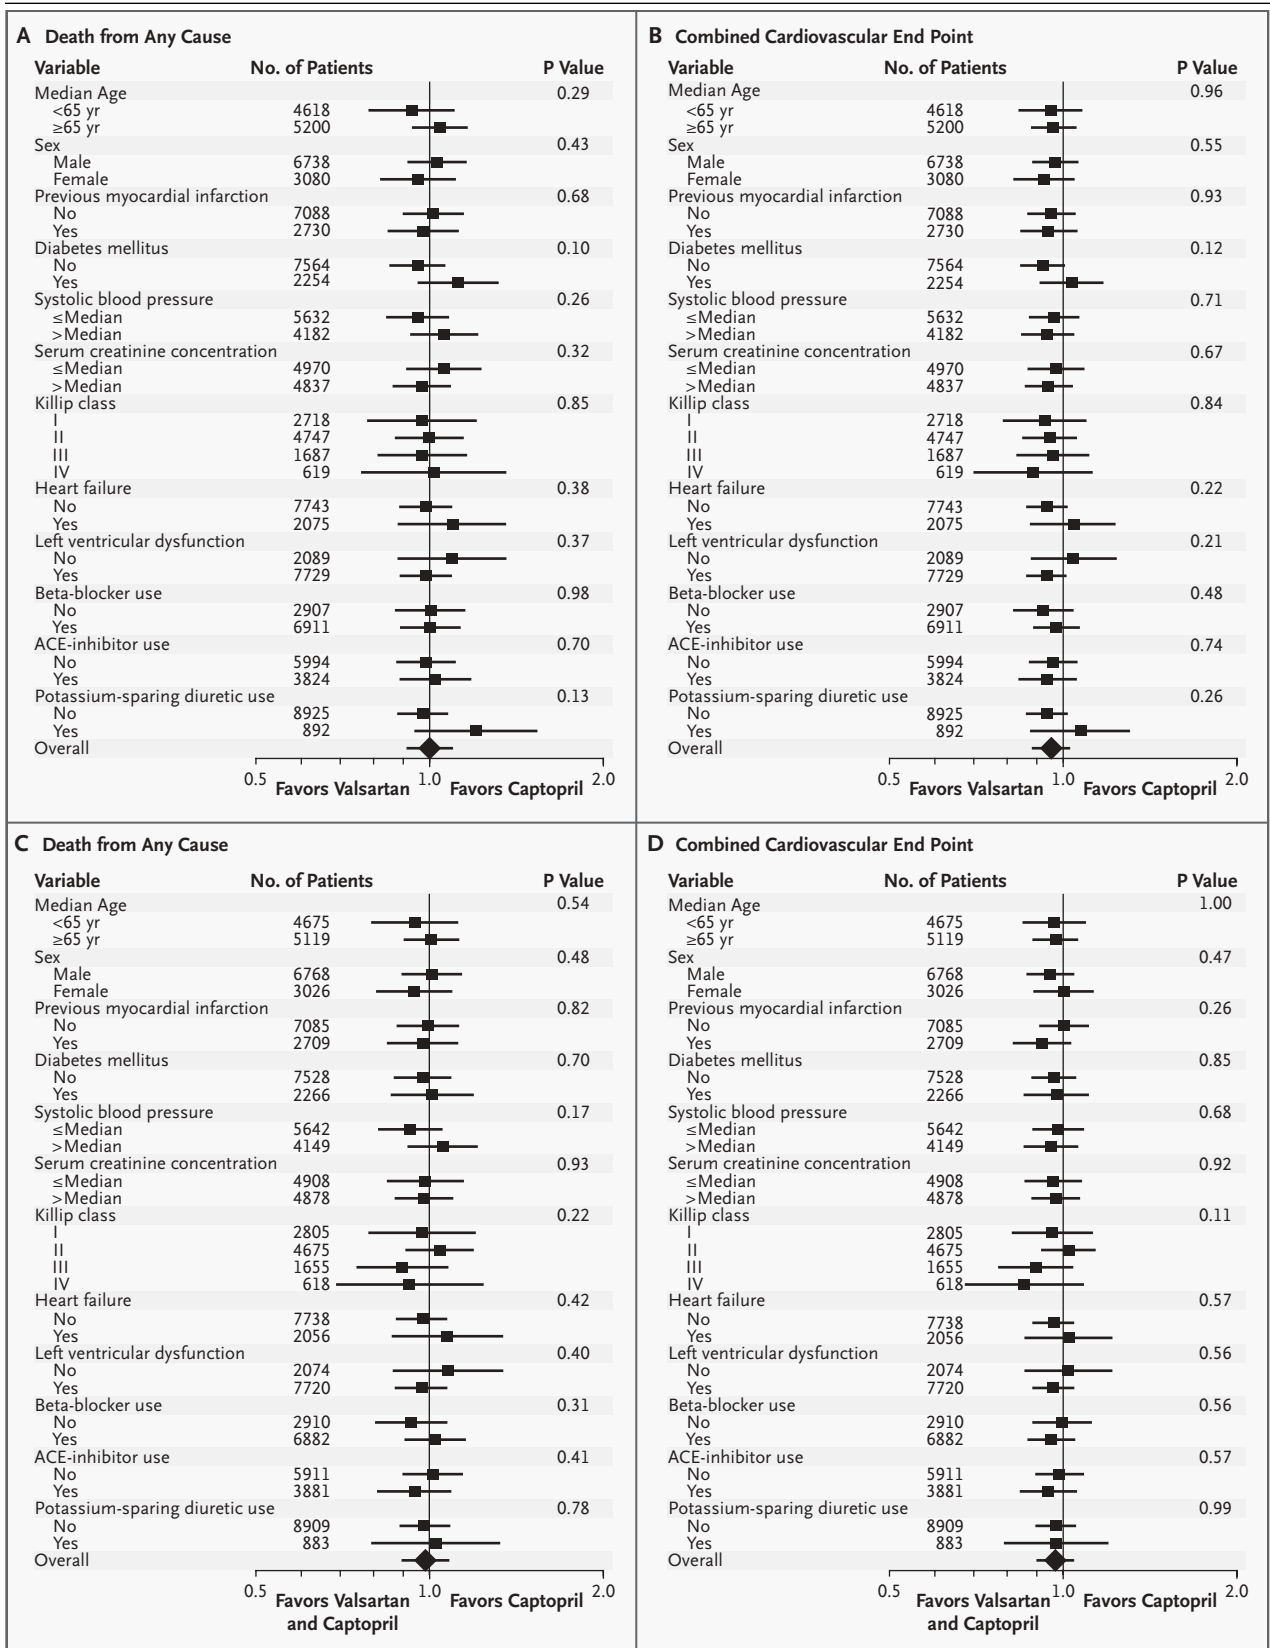 A Death from Any Cause
Variable No. of Patients P Value
Median Age 0.29
<65 yr 4618
≥65 yr 5200
Sex 0.43
Male 6738
Female 3080
Previous myocardial infarction 0.68
No 7088
Yes 2730
Diabetes mellitus 0.10
No 7564
Yes 2254
Systolic blood pressure 0.26
≤Median 5632
>Median 4182
Serum creatinine concentration 0.32
≤Median 4970
>Median 4837
Killip class 0.85
I 2718
II 4747
III 1687
IV 619
Heart failure 0.38
No 7743
Yes 2075
Left ventricular dysfunction 0.37
No 2089
Yes 7729
Beta-blocker use 0.98
No 2907
Yes 6911
ACE-inhibitor use 0.70
No 5994
Yes 3824
Potassium-sparing diuretic use 0.13
No 8925
Yes 892
Overall
0.5 1.0 2.0
Favors Valsartan Favors Captopril
B Combined Cardiovascular End Point
Variable No. of Patients P Value
Median Age 0.96
<65 yr 4618
≥65 yr 5200
Sex 0.55
Male 6738
Female 3080
Previous myocardial infarction 0.93
No 7088
Yes 2730
Diabetes mellitus 0.12
No 7564
Yes 2254
Systolic blood pressure 0.71
≤Median 5632
>Median 4182
Serum creatinine concentration 0.67
≤Median 4970
>Median 4837
Killip class 0.84
I 2718
II 4747
III 1687
IV 619
Heart failure 0.22
No 7743
Yes 2075
Left ventricular dysfunction 0.21
No 2089
Yes 7729
Beta-blocker use 0.48
No 2907
Yes 6911
ACE-inhibitor use 0.74
No 5994
Yes 3824
Potassium-sparing diuretic use 0.26
No 8925
Yes 892
Overall
0.5 1.0 2.0
Favors Valsartan Favors Captopril
C Death from Any Cause
Variable No. of Patients P Value
Median Age 0.54
<65 yr 4675
≥65 yr 5119
Sex 0.48
Male 6768
Female 3026
Previous myocardial infarction 0.82
No 7085
Yes 2709
Diabetes mellitus 0.70
No 7528
Yes 2266
Systolic blood pressure 0.17
≤Median 5642
>Median 4149
Serum creatinine concentration 0.93
≤Median 4908
>Median 4878
Killip class 0.22
I 2805
II 4675
III 1655
IV 618
Heart failure 0.42
No 7738
Yes 2056
Left ventricular dysfunction 0.40
No 2074
Yes 7720
Beta-blocker use 0.31
No 2910
Yes 6882
ACE-inhibitor use 0.41
No 5911
Yes 3881
Potassium-sparing diuretic use 0.78
No 8909
Yes 883
Overall
0.5 1.0 2.0
Favors Valsartan Favors Captopril
and Captopril
D Combined Cardiovascular End Point
Variable No. of Patients P Value
Median Age 1.00
<65 yr 4675
≥65 yr 5119
Sex 0.47
Male 6768
Female 3026
Previous myocardial infarction 0.26
No 7085
Yes 2709
Diabetes mellitus 0.85
No 7528
Yes 2266
Systolic blood pressure 0.68
≤Median 5642
>Median 4149
Serum creatinine concentration 0.92
≤Median 4908
>Median 4878
Killip class 0.11
I 2805
II 4675
III 1655
IV 618
Heart failure 0.57
No 7738
Yes 2056
Left ventricular dysfunction 0.56
No 2074
Yes 7720
Beta-blocker use 0.56
No 2910
Yes 6882
ACE-inhibitor use 0.57
No 5911
Yes 3881
Potassium-sparing diuretic use 0.99
No 8909
Yes 883
Overall
0.5 1.0 2.0
Favors Valsartan Favors Captopril
and Captopril